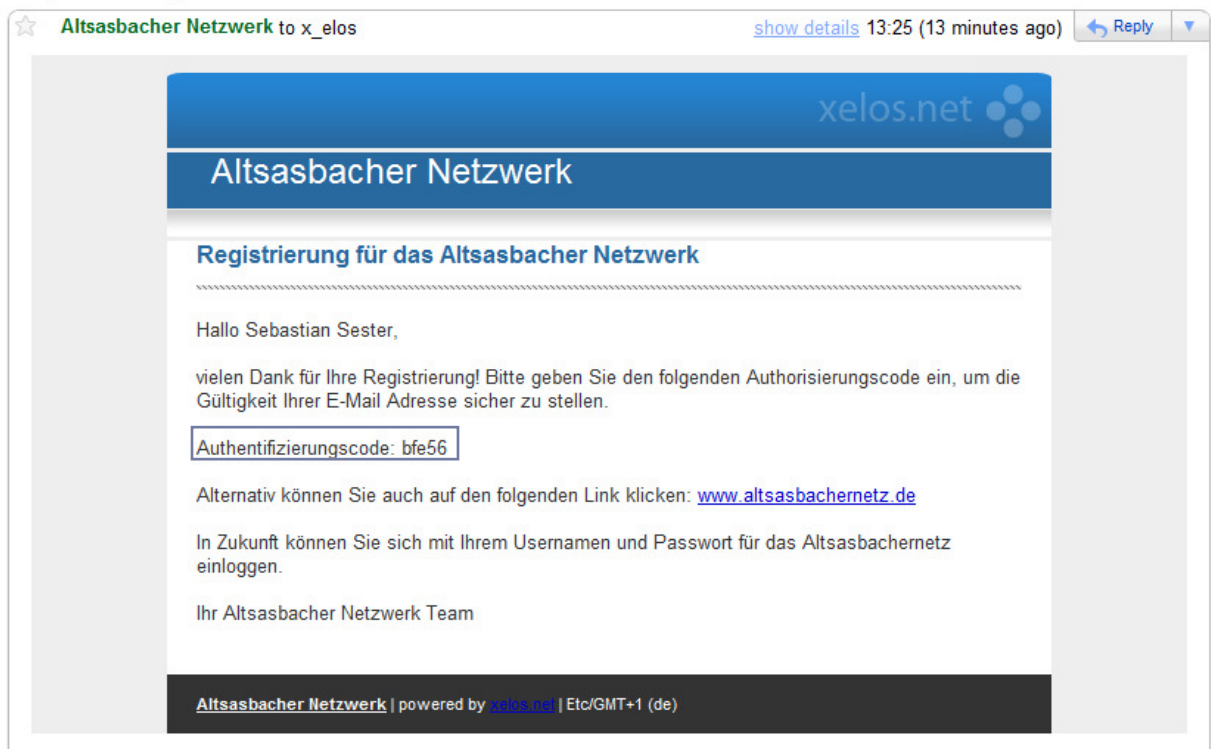 Altsasbacher Netzwerk to x_elos show details 13:25 (13 minutes ago) Reply
xelos.net
Altsasbacher Netzwerk
Registrierung für das Altsasbacher Netzwerk
Hallo Sebastian Sester,
vielen Dank für Ihre Registrierung! Bitte geben Sie den folgenden Authorisierungscode ein, um die
Gültigkeit Ihrer E-Mail Adresse sicher zu stellen.
Authentifizierungscode: bfe56
Alternativ können Sie auch auf den folgenden Link klicken: www.altsasbachernetz.de
In Zukunft können Sie sich mit Ihrem Usernamen und Passwort für das Altsasbachernetz
einloggen.
Ihr Altsasbacher Netzwerk Team
Altsasbacher Netzwerk | powered by xelos.net | Etc/GMT+1 (de)